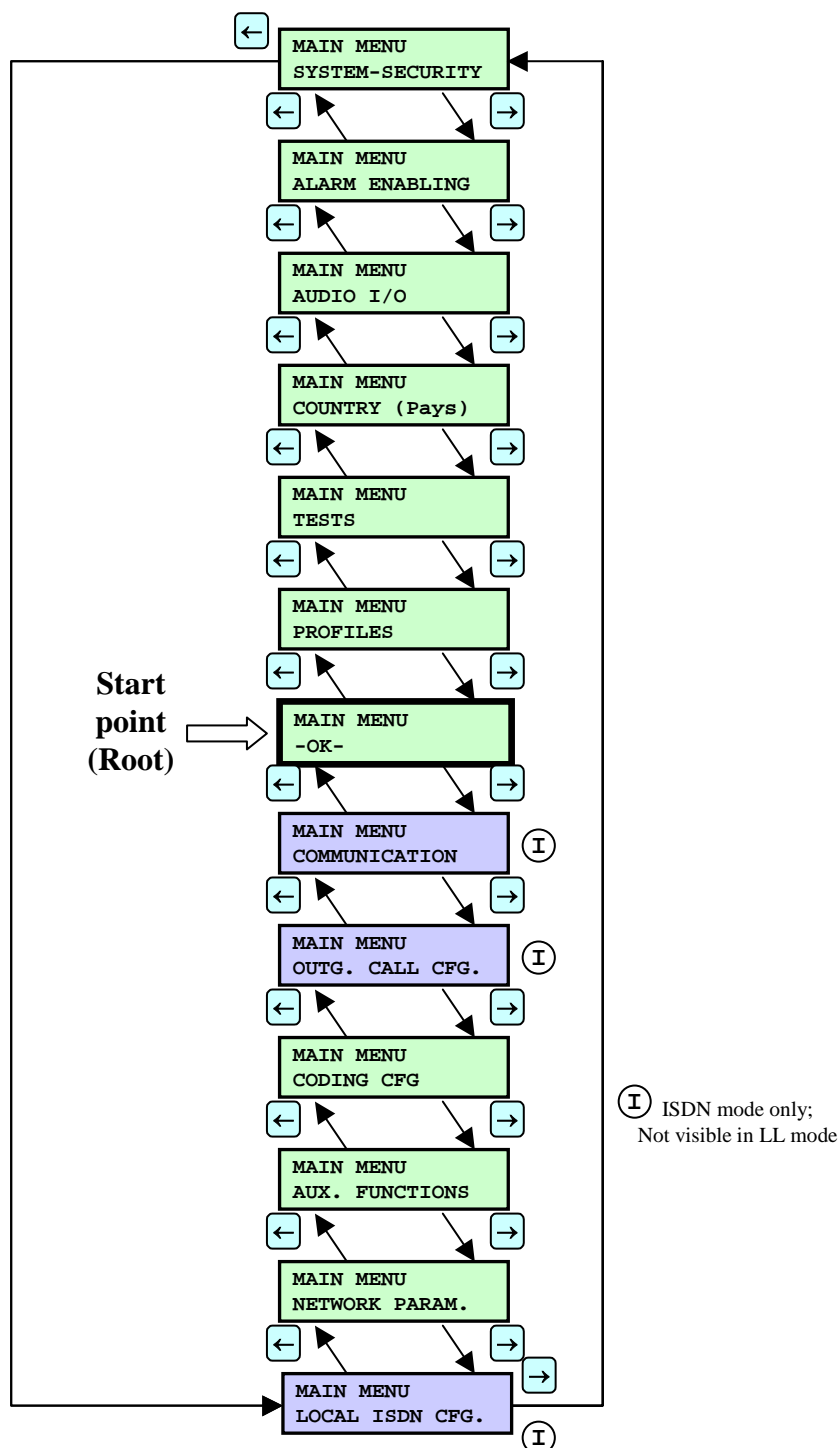 ←
MAIN MENU
SYSTEM-SECURITY
← →
MAIN MENU
ALARM ENABLING
← →
MAIN MENU
AUDIO I/O
← →
MAIN MENU
COUNTRY (Pays)
← →
MAIN MENU
TESTS
← →
MAIN MENU
PROFILES
← →
Start
point
(Root)
MAIN MENU
-OK-
← →
MAIN MENU
COMMUNICATION
I
← →
MAIN MENU
OUTG. CALL CFG.
I
← →
MAIN MENU
CODING CFG
← →
MAIN MENU
AUX. FUNCTIONS
← →
MAIN MENU
NETWORK PARAM.
← →
→
MAIN MENU
LOCAL ISDN CFG.
I
I ISDN mode only;
Not visible in LL mode